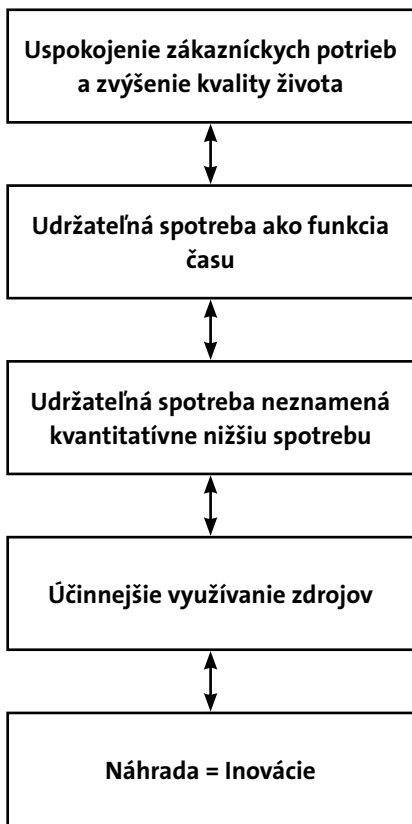 Uspokojenie zákazníckych potrieb
a zvýšenie kvality života
Udržateľná spotreba ako funkcia
času
Udržateľná spotreba neznamená
kvantitatívne nižšiu spotrebu
Účinnejšie využívanie zdrojov
Náhrada = Inovácie